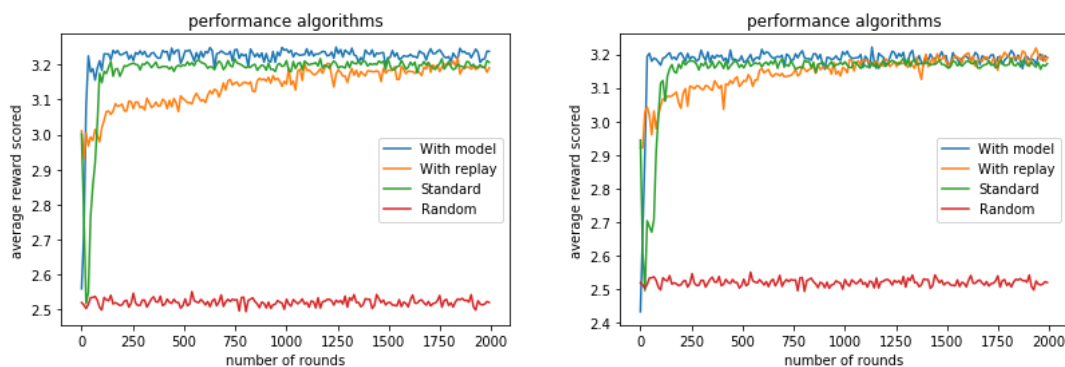 performance algorithms
average reward scored
3.2
3.1
3.0
2.9
2.8
2.7
2.6
2.5
With model
With replay
Standard
Random
0 250 500 750 1000 1250 1500 1750 2000
number of rounds
performance algorithms
average reward scored
3.2
3.1
3.0
2.9
2.8
2.7
2.6
2.5
2.4
With model
With replay
Standard
Random
0 250 500 750 1000 1250 1500 1750 2000
number of rounds